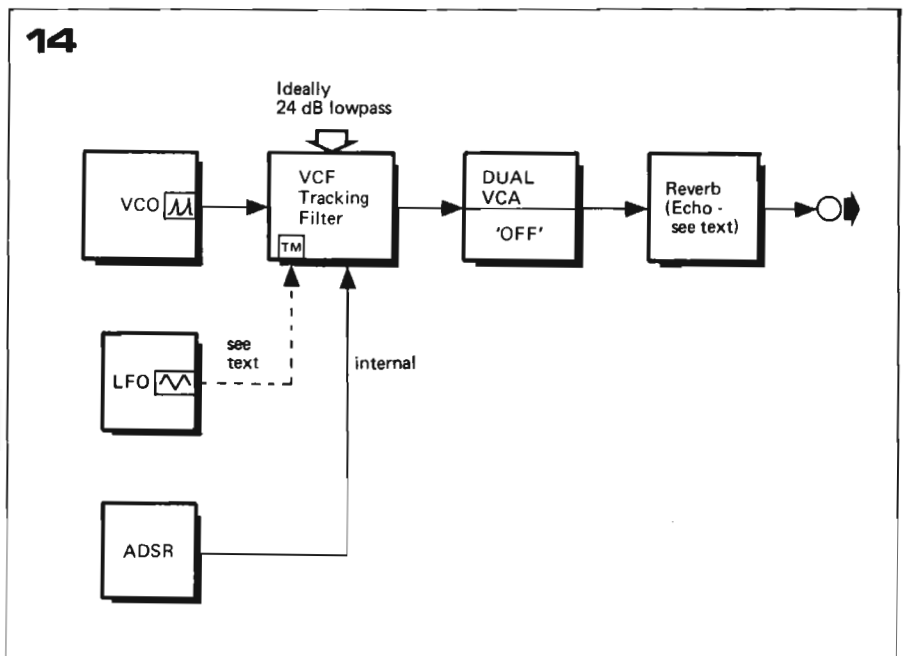 14
Ideally
24 dB lowpass
VCO
VCF
Tracking
Filter
TM
DUAL
VCA
'OFF'
Reverb
(Echo -
see text)
LFO
see
text
internal
ADSR